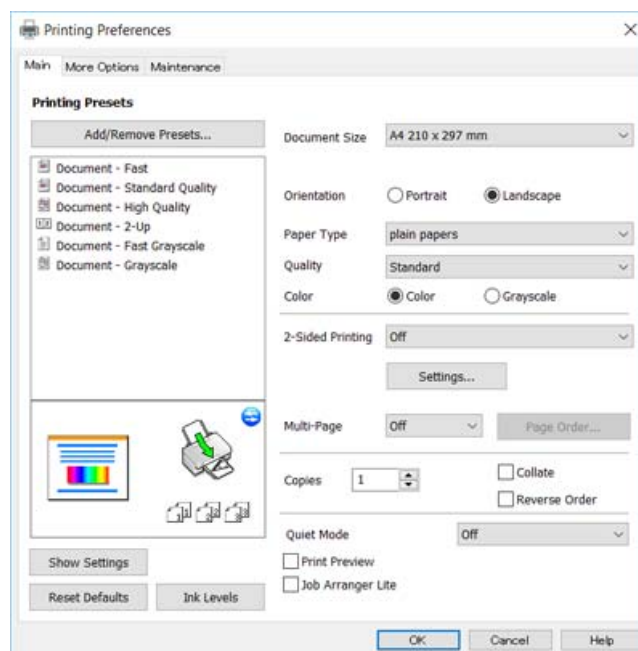 Printing Preferences
Main More Options Maintenance
Printing Presets
Add/Remove Presets...
Document - Fast
Document - Standard Quality
Document - High Quality
Document - 2-Up
Document - Fast Grayscale
Document - Grayscale
Show Settings
Reset Defaults Ink Levels
Document Size A4 210 x 297 mm
Orientation Portrait Landscape
Paper Type plain papers
Quality Standard
Color Color Grayscale
2-Sided Printing Off
Settings...
Multi-Page Off Page Order...
Copies 1 Collate
Reverse Order
Quiet Mode Off
Print Preview
Job Arranger Lite
OK Cancel Help